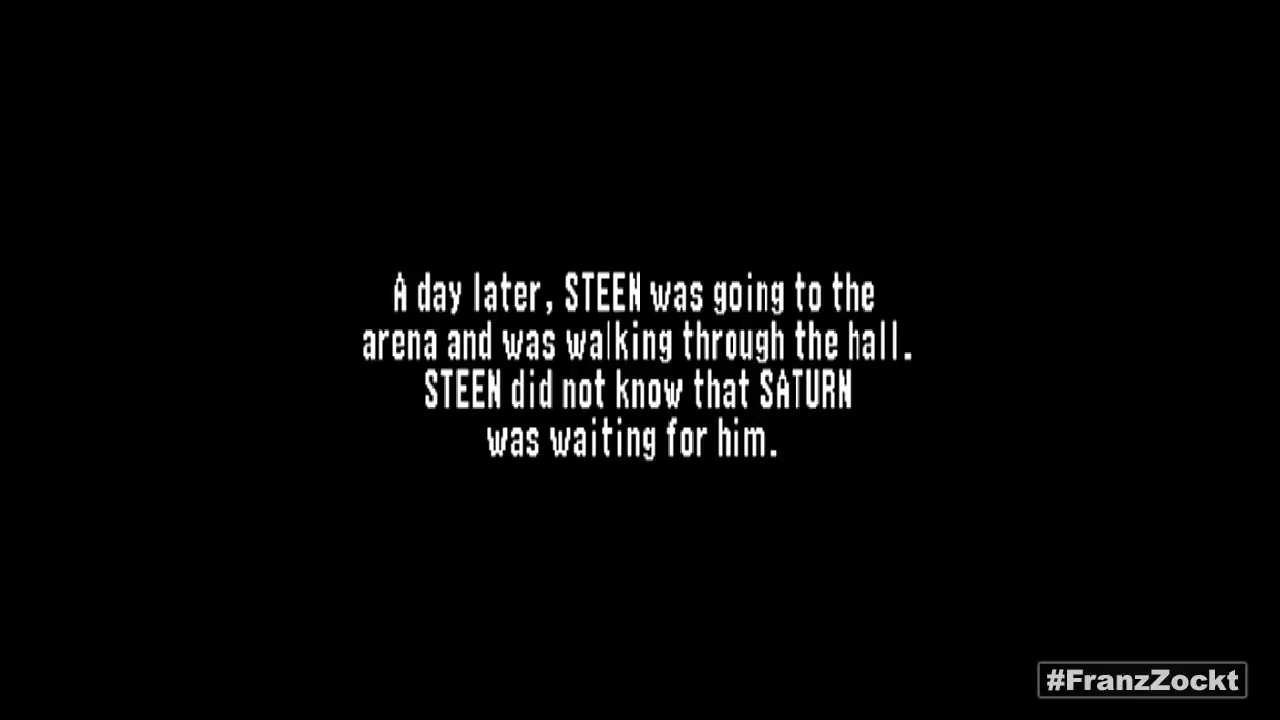 A day later, STEEN was going to the
arena and was walking through the hall.
STEEN did not know that SATURN
was waiting for him.
#FranzZockt